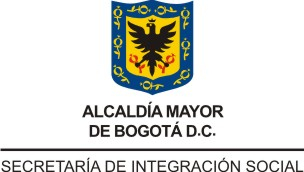 ALCALDÍA MAYOR
DE BOGOTÁ D.C.
SECRETARÍA DE INTEGRACIÓN SOCIAL